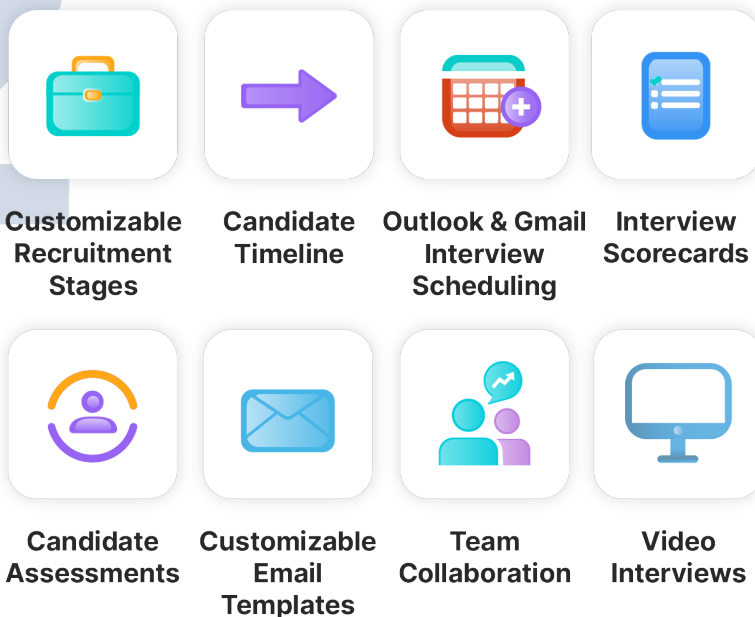 Customizable
Recruitment
Stages
Candidate
Timeline
Outlook & Gmail
Interview
Scheduling
Interview
Scorecards
Candidate
Assessments
Customizable
Email
Templates
Team
Collaboration
Video
Interviews